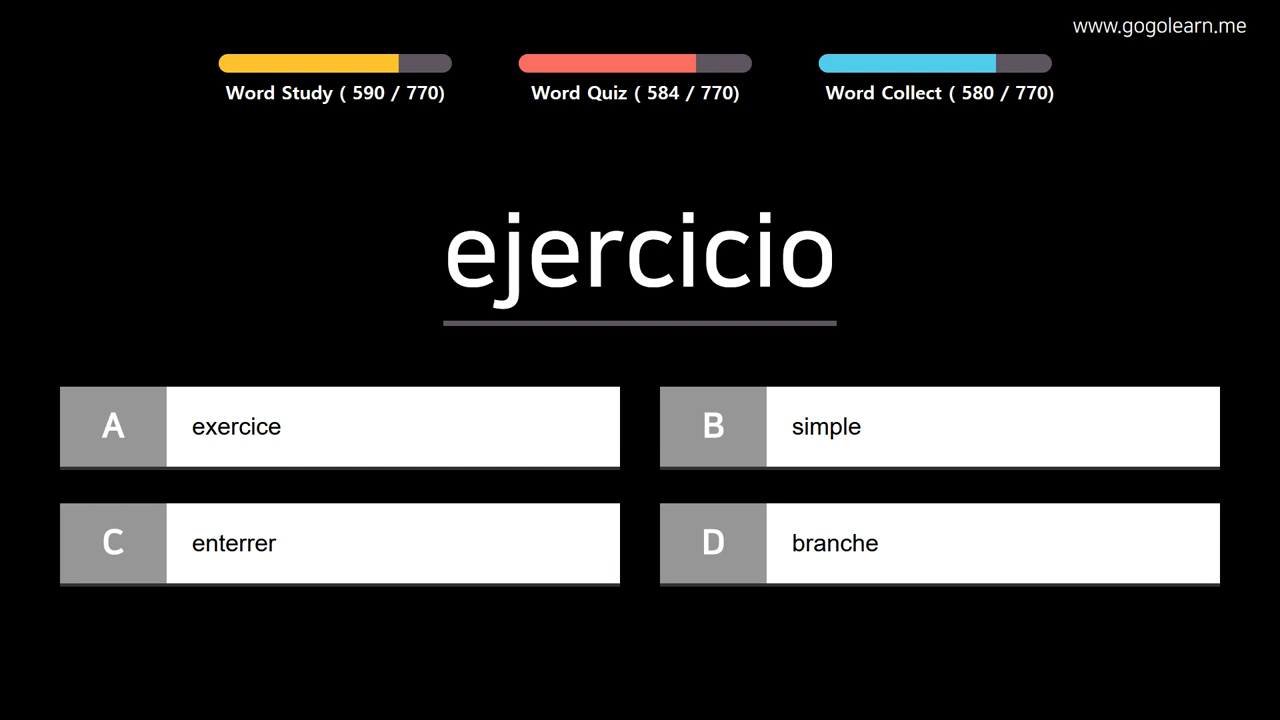 www.gogolearn.me
Word Study ( 590 / 770)
Word Quiz ( 584 / 770)
Word Collect ( 580 / 770)
ejercicio
A exercice
B simple
C enterrer
D branche